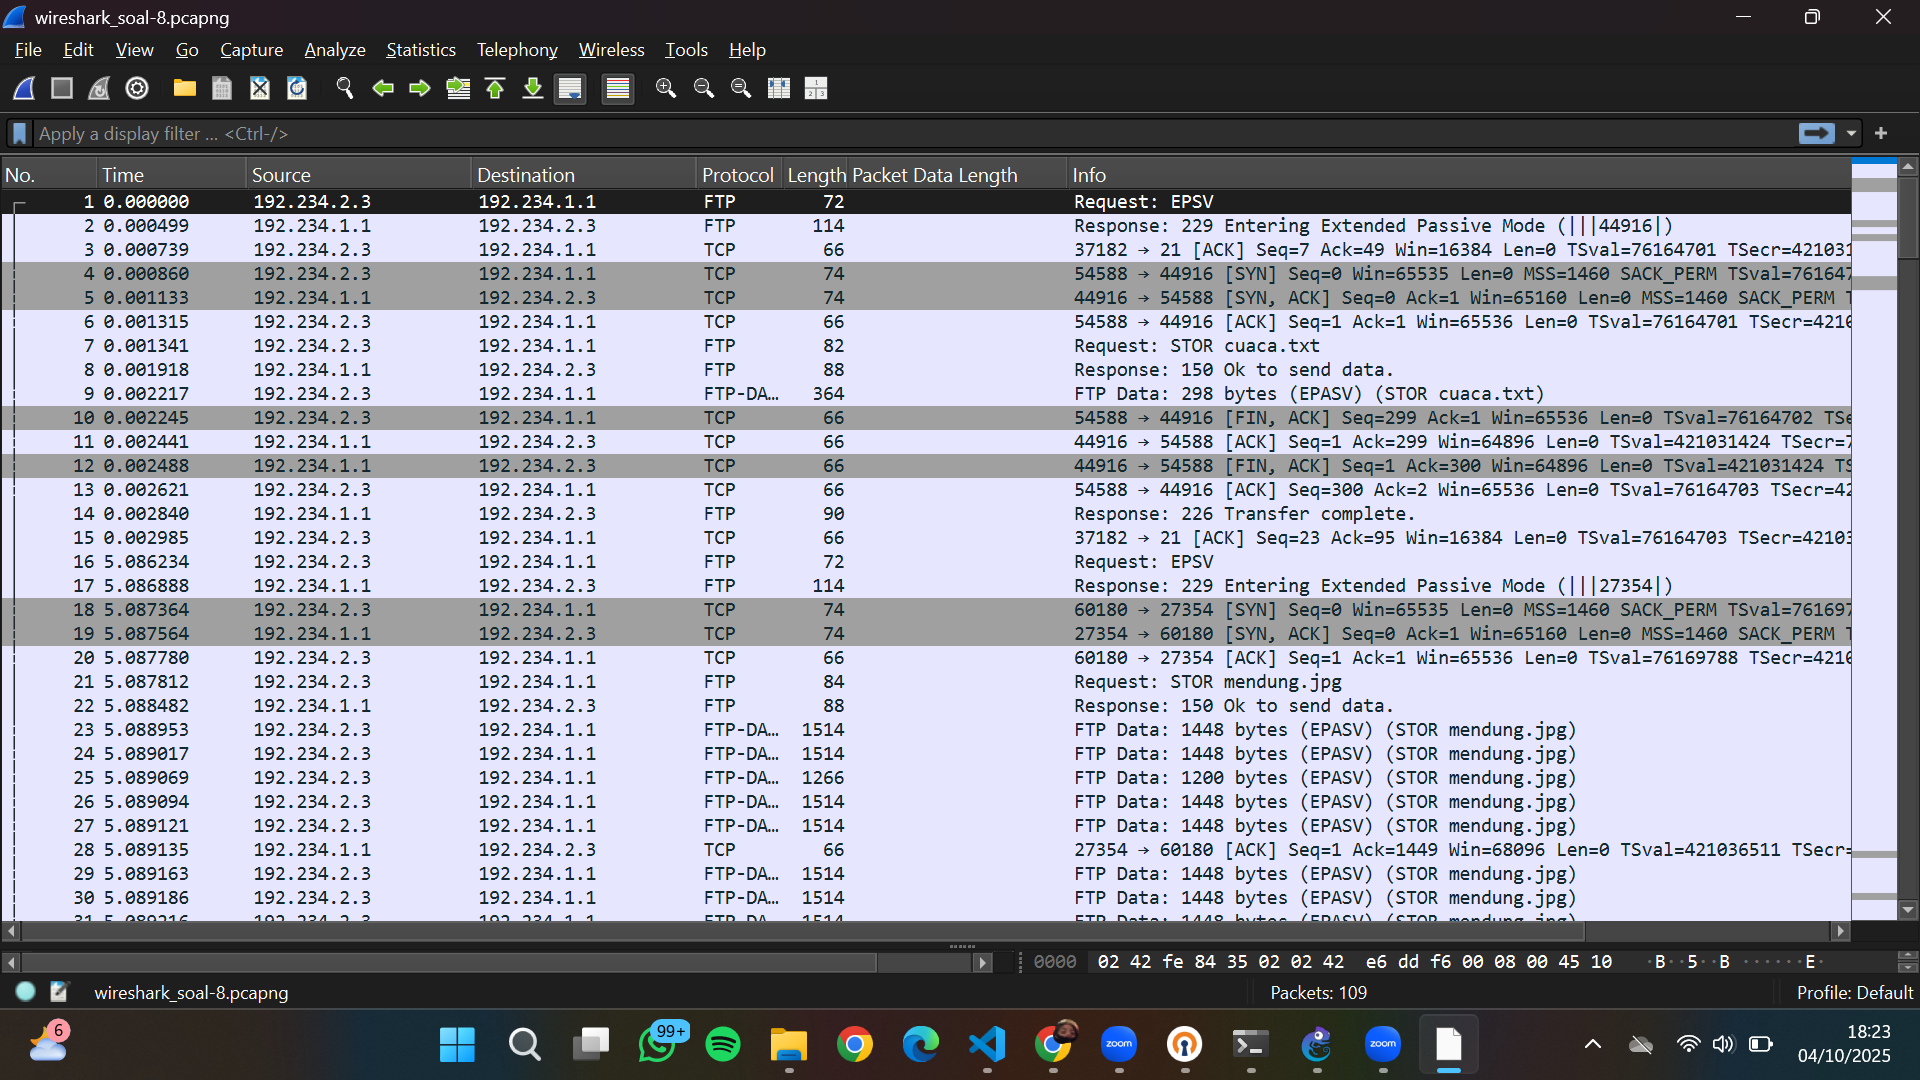 wireshark_soal-8.pcapng
File Edit View Go Capture Analyze Statistics Telephony Wireless Tools Help
Apply a display filter ... <Ctrl-/>
No. Time Source Destination Protocol Length Packet Data Length Info
1 0.000000 192.234.2.3 192.234.1.1 FTP 72 Request: EPSV
2 0.000499 192.234.1.1 192.234.2.3 FTP 114 Response: 229 Entering Extended Passive Mode (|||44916|)
3 0.000739 192.234.2.3 192.234.1.1 TCP 66 37182 → 21 [ACK] Seq=7 Ack=49 Win=16384 Len=0 TSval=76164701 TSecr=421031
4 0.000860 192.234.2.3 192.234.1.1 TCP 74 54588 → 44916 [SYN] Seq=0 Win=65535 Len=0 MSS=1460 SACK_PERM TSval=761647
5 0.001133 192.234.1.1 192.234.2.3 TCP 74 44916 → 54588 [SYN, ACK] Seq=0 Ack=1 Win=65160 Len=0 MSS=1460 SACK_PERM T
6 0.001315 192.234.2.3 192.234.1.1 TCP 66 54588 → 44916 [ACK] Seq=1 Ack=1 Win=65536 Len=0 TSval=76164701 TSecr=4210
7 0.001341 192.234.2.3 192.234.1.1 FTP 82 Request: STOR cuaca.txt
8 0.001918 192.234.1.1 192.234.2.3 FTP 88 Response: 150 Ok to send data.
9 0.002217 192.234.2.3 192.234.1.1 FTP-DA… 364 FTP Data: 298 bytes (EPASV) (STOR cuaca.txt)
10 0.002245 192.234.2.3 192.234.1.1 TCP 66 54588 → 44916 [FIN, ACK] Seq=299 Ack=1 Win=65536 Len=0 TSval=76164702 TSe
11 0.002441 192.234.1.1 192.234.2.3 TCP 66 44916 → 54588 [ACK] Seq=1 Ack=299 Win=64896 Len=0 TSval=421031424 TSecr=7
12 0.002488 192.234.1.1 192.234.2.3 TCP 66 44916 → 54588 [FIN, ACK] Seq=1 Ack=300 Win=64896 Len=0 TSval=421031424 TS
13 0.002621 192.234.2.3 192.234.1.1 TCP 66 54588 → 44916 [ACK] Seq=300 Ack=2 Win=65536 Len=0 TSval=76164703 TSecr=42
14 0.002840 192.234.1.1 192.234.2.3 FTP 90 Response: 226 Transfer complete.
15 0.002985 192.234.2.3 192.234.1.1 TCP 66 37182 → 21 [ACK] Seq=23 Ack=95 Win=16384 Len=0 TSval=76164703 TSecr=42103
16 5.086234 192.234.2.3 192.234.1.1 FTP 72 Request: EPSV
17 5.086888 192.234.1.1 192.234.2.3 FTP 114 Response: 229 Entering Extended Passive Mode (|||27354|)
18 5.087364 192.234.2.3 192.234.1.1 TCP 74 60180 → 27354 [SYN] Seq=0 Win=65535 Len=0 MSS=1460 SACK_PERM TSval=761697
19 5.087564 192.234.1.1 192.234.2.3 TCP 74 27354 → 60180 [SYN, ACK] Seq=0 Ack=1 Win=65160 Len=0 MSS=1460 SACK_PERM T
20 5.087780 192.234.2.3 192.234.1.1 TCP 66 60180 → 27354 [ACK] Seq=1 Ack=1 Win=65536 Len=0 TSval=76169788 TSecr=4210
21 5.087812 192.234.2.3 192.234.1.1 FTP 84 Request: STOR mendung.jpg
22 5.088482 192.234.1.1 192.234.2.3 FTP 88 Response: 150 Ok to send data.
23 5.088953 192.234.2.3 192.234.1.1 FTP-DA… 1514 FTP Data: 1448 bytes (EPASV) (STOR mendung.jpg)
24 5.089017 192.234.2.3 192.234.1.1 FTP-DA… 1514 FTP Data: 1448 bytes (EPASV) (STOR mendung.jpg)
25 5.089069 192.234.2.3 192.234.1.1 FTP-DA… 1266 FTP Data: 1200 bytes (EPASV) (STOR mendung.jpg)
26 5.089094 192.234.2.3 192.234.1.1 FTP-DA… 1514 FTP Data: 1448 bytes (EPASV) (STOR mendung.jpg)
27 5.089121 192.234.2.3 192.234.1.1 FTP-DA… 1514 FTP Data: 1448 bytes (EPASV) (STOR mendung.jpg)
28 5.089135 192.234.1.1 192.234.2.3 TCP 66 27354 → 60180 [ACK] Seq=1 Ack=1449 Win=68096 Len=0 TSval=421036511 TSecr=
29 5.089163 192.234.2.3 192.234.1.1 FTP-DA… 1514 FTP Data: 1448 bytes (EPASV) (STOR mendung.jpg)
30 5.089186 192.234.2.3 192.234.1.1 FTP-DA… 1514 FTP Data: 1448 bytes (EPASV) (STOR mendung.jpg)
31 5.089216 192.234.2.3 192.234.1.1 FTP-DA… 1514 FTP Data: 1448 bytes (EPASV) (STOR mendung.jpg)
0000 02 42 fe 84 35 02 02 42 e6 dd f6 00 08 00 45 10 ·B··5··B ······E·
wireshark_soal-8.pcapng Packets: 109 Profile: Default
6 99+ zoom zoom 18:23
04/10/2025